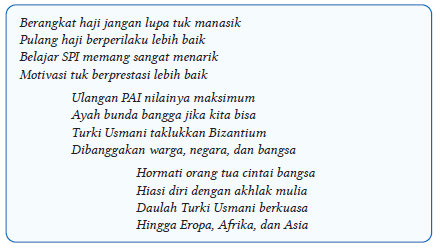 Berangkat haji jangan lupa tuk manasik
Pulang haji berperilaku lebih baik
Belajar SPI memang sangat menarik
Motivasi tuk berprestasi lebih baik
Ulangan PAI nilainya maksimum
Ayah bunda bangga jika kita bisa
Turki Usmani taklukkan Bizantium
Dibanggakan warga, negara, dan bangsa
Hormati orang tua cintai bangsa
Hiasi diri dengan akhlak mulia
Daulah Turki Usmani berkuasa
Hingga Eropa, Afrika, dan Asia